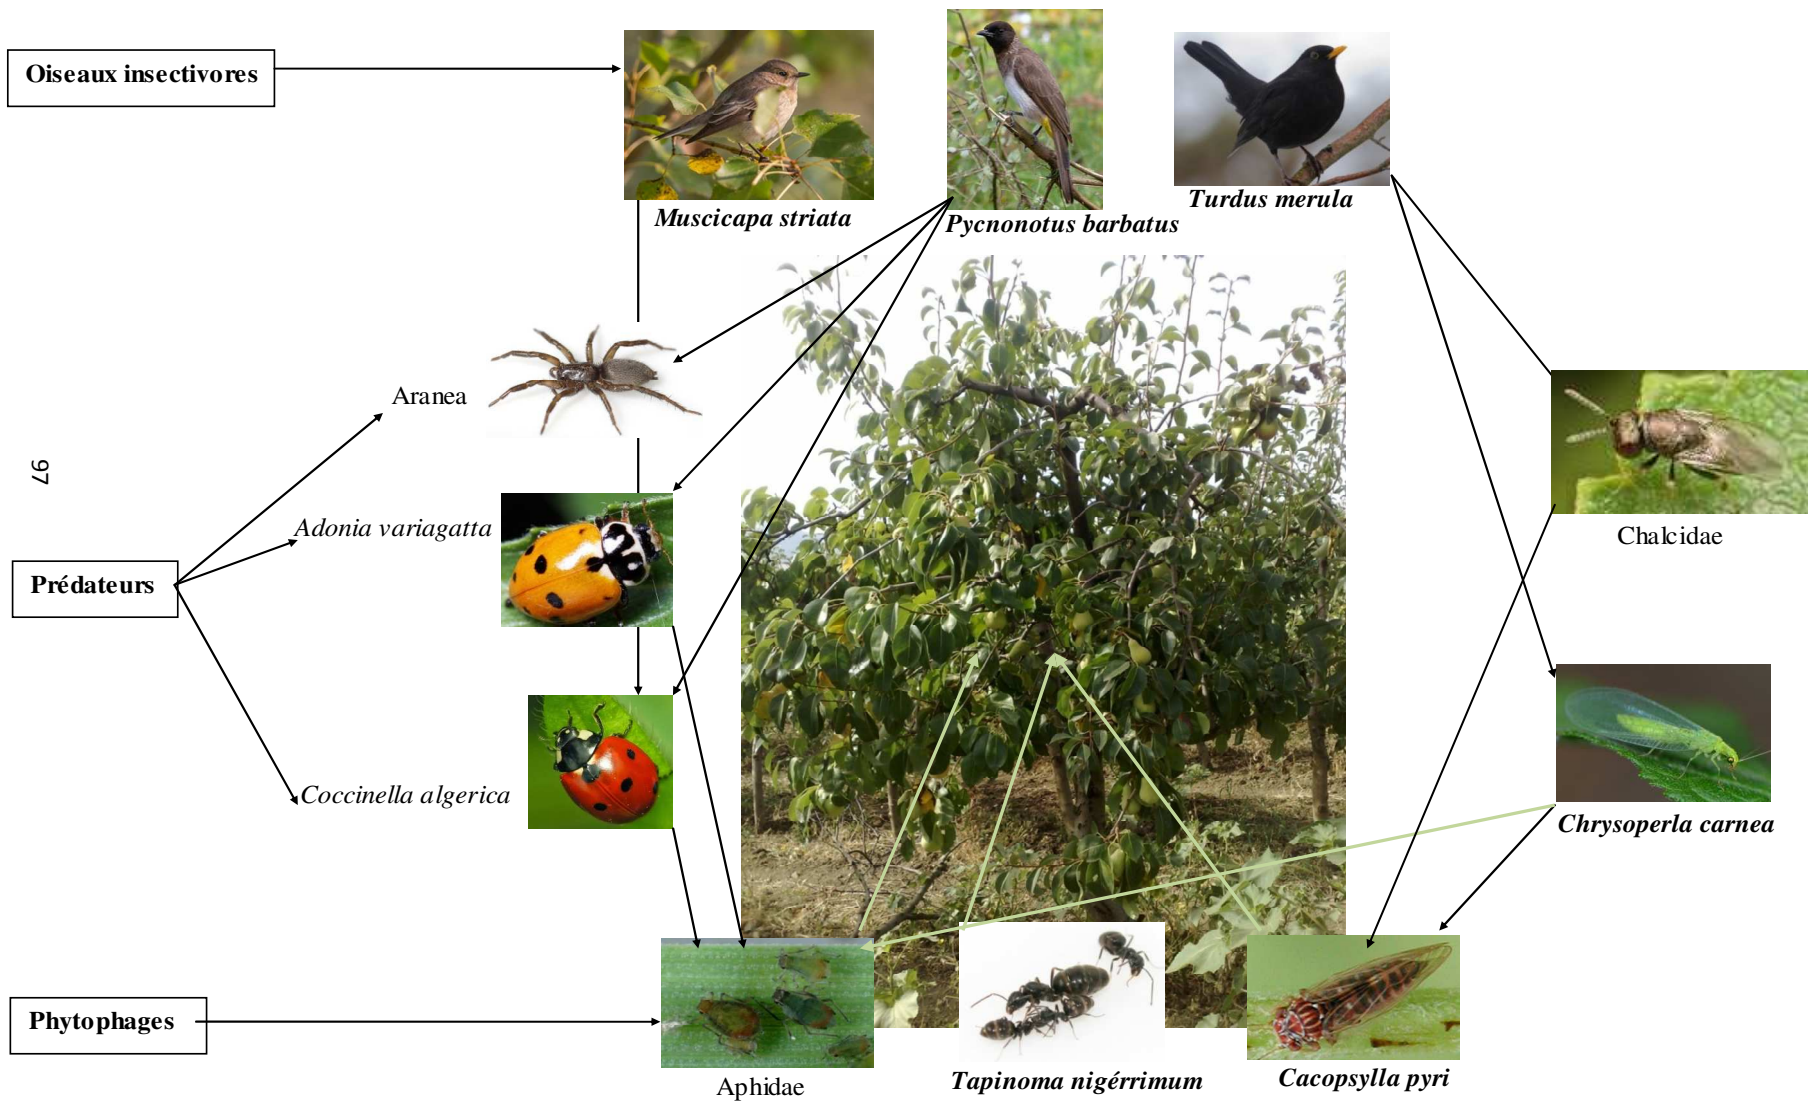 Oiseaux insectivores
Muscicapa striata
Pycnonotus barbatus
Turdus merula
Aranea
97
Adonia variagatta
Chalcidae
Prédateurs
Coccinella algerica
Chrysoperla carnea
Phytophages
Aphidae
Tapinoma nigérrimum
Cacopsylla pyri